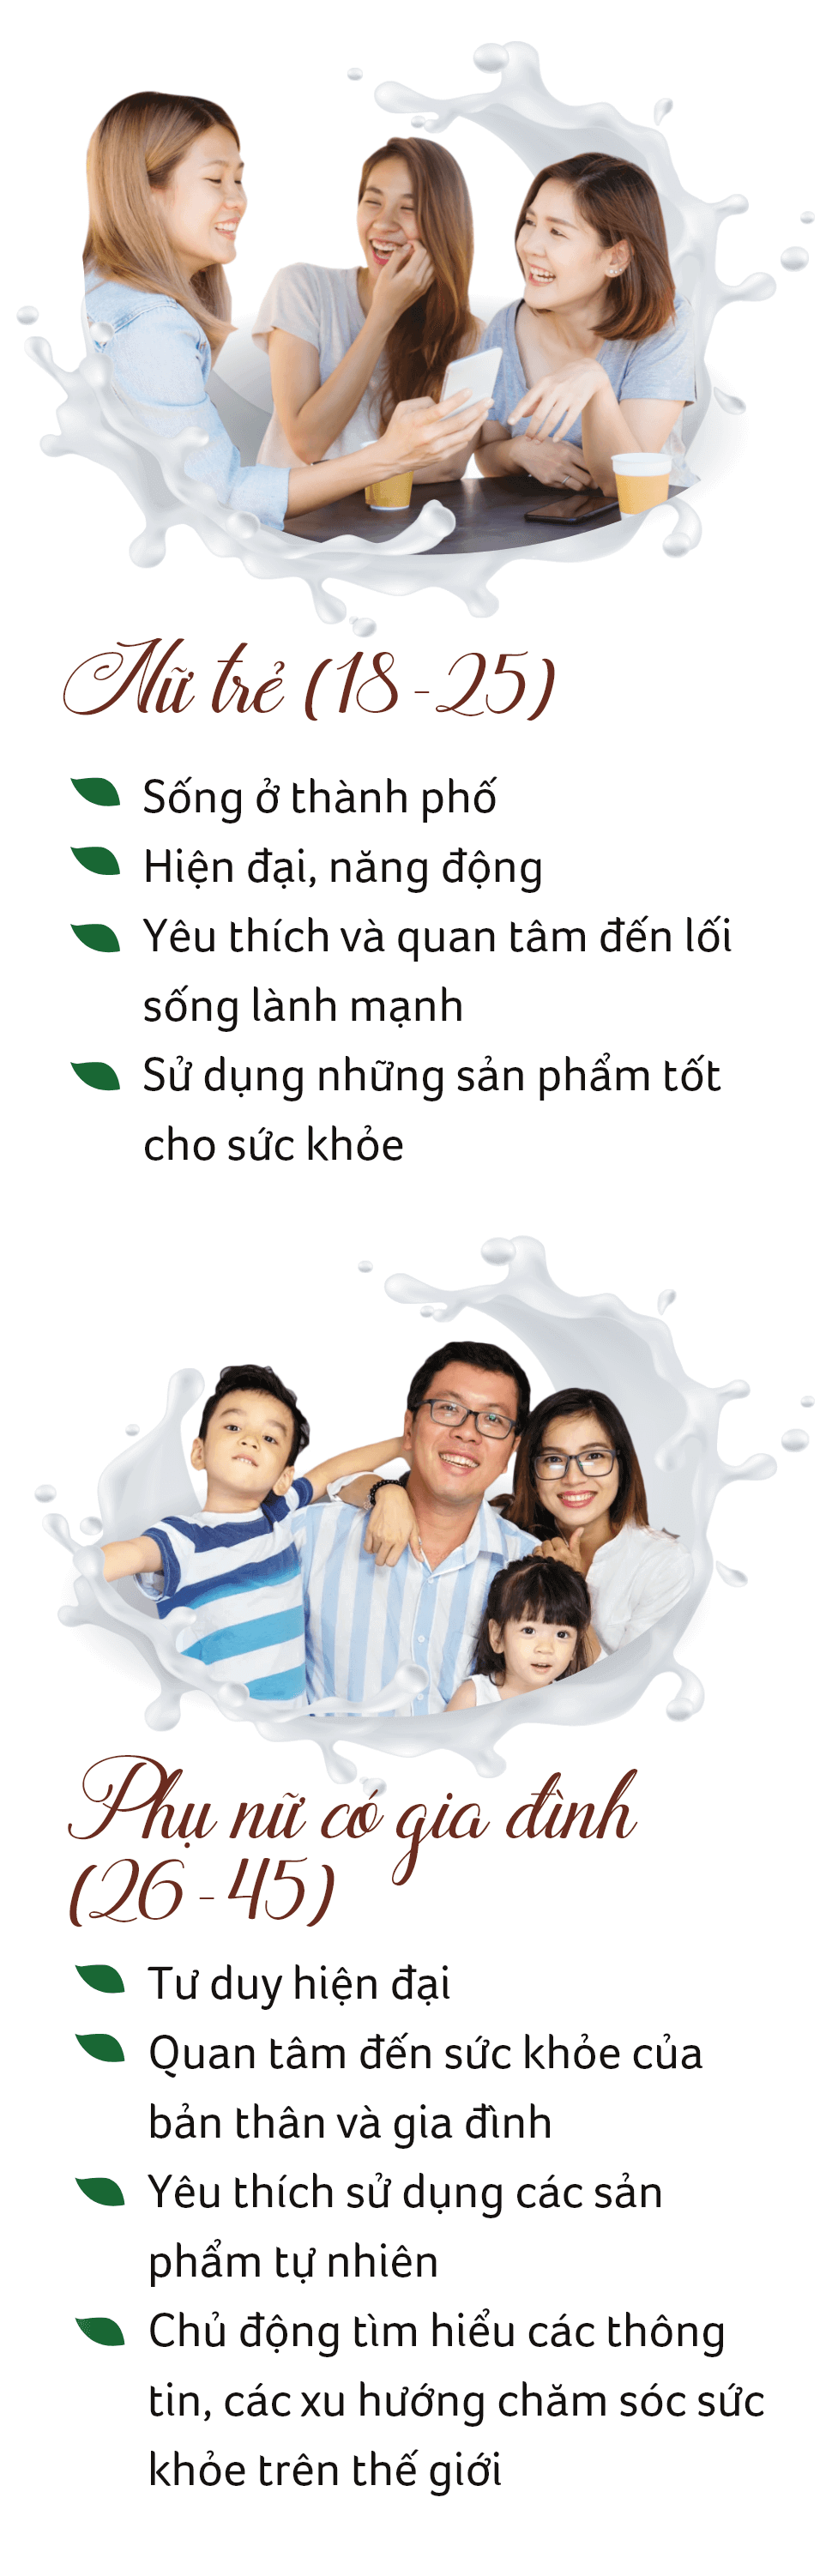 Nữ trẻ (18 - 25)
Sống ở thành phố
Hiện đại, năng động
Yêu thích và quan tâm đến lối
sống lành mạnh
Sử dụng những sản phẩm tốt
cho sức khỏe
Phụ nữ có gia đình
(26 - 45)
Tư duy hiện đại
Quan tâm đến sức khỏe của
bản thân và gia đình
Yêu thích sử dụng các sản
phẩm tự nhiên
Chủ động tìm hiểu các thông
tin, các xu hướng chăm sóc sức
khỏe trên thế giới